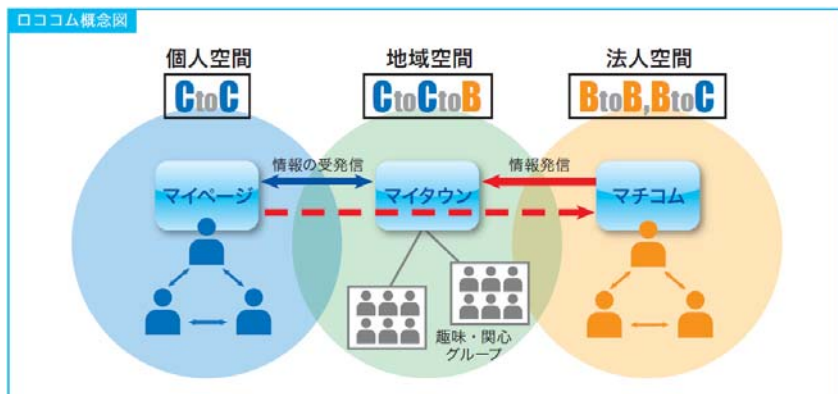 ロココム概念図
個人空間
地域空間
法人空間
CtoC
CtoCtoB
BtoB,BtoC
情報の受発信
情報発信
マイページ
マイタウン
マチコム
趣味・関心
グループ